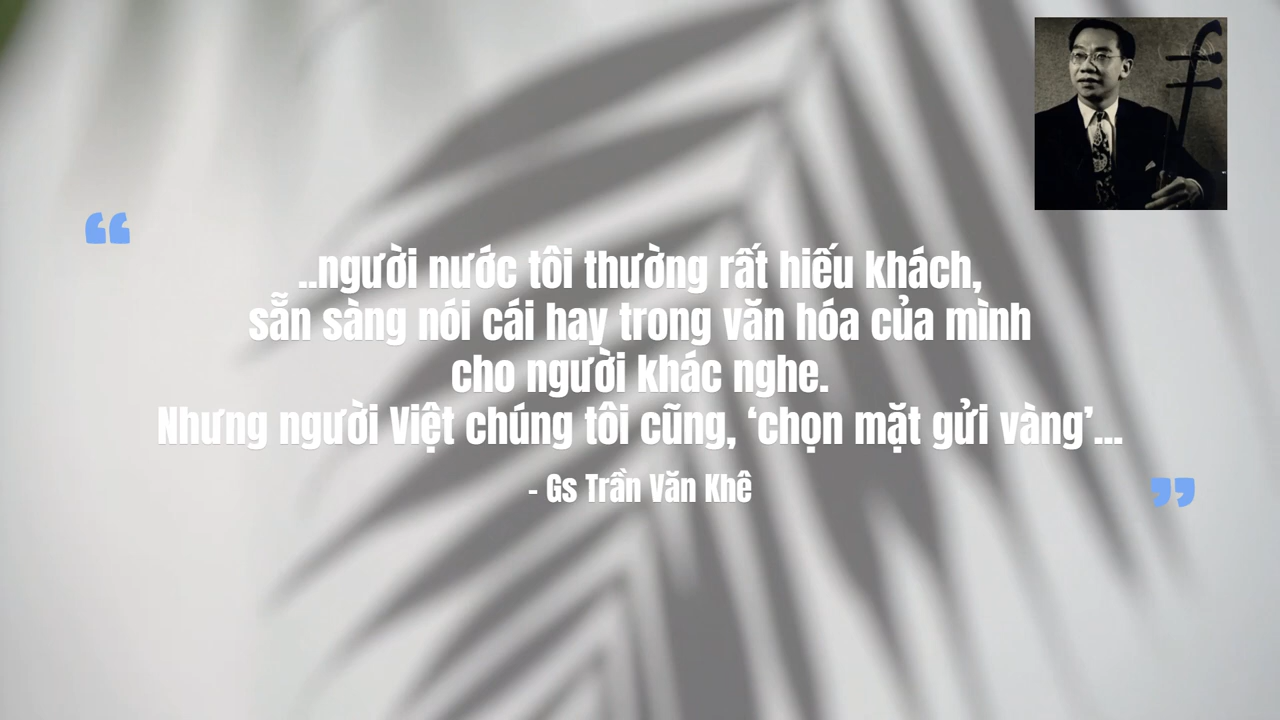 “
..người nước tôi thường rất hiếu khách,
sẵn sàng nói cái hay trong văn hóa của mình
cho người khác nghe.
Nhưng người Việt chúng tôi cũng, ‘chọn mặt gửi vàng’...
- Gs Trần Văn Khê
”